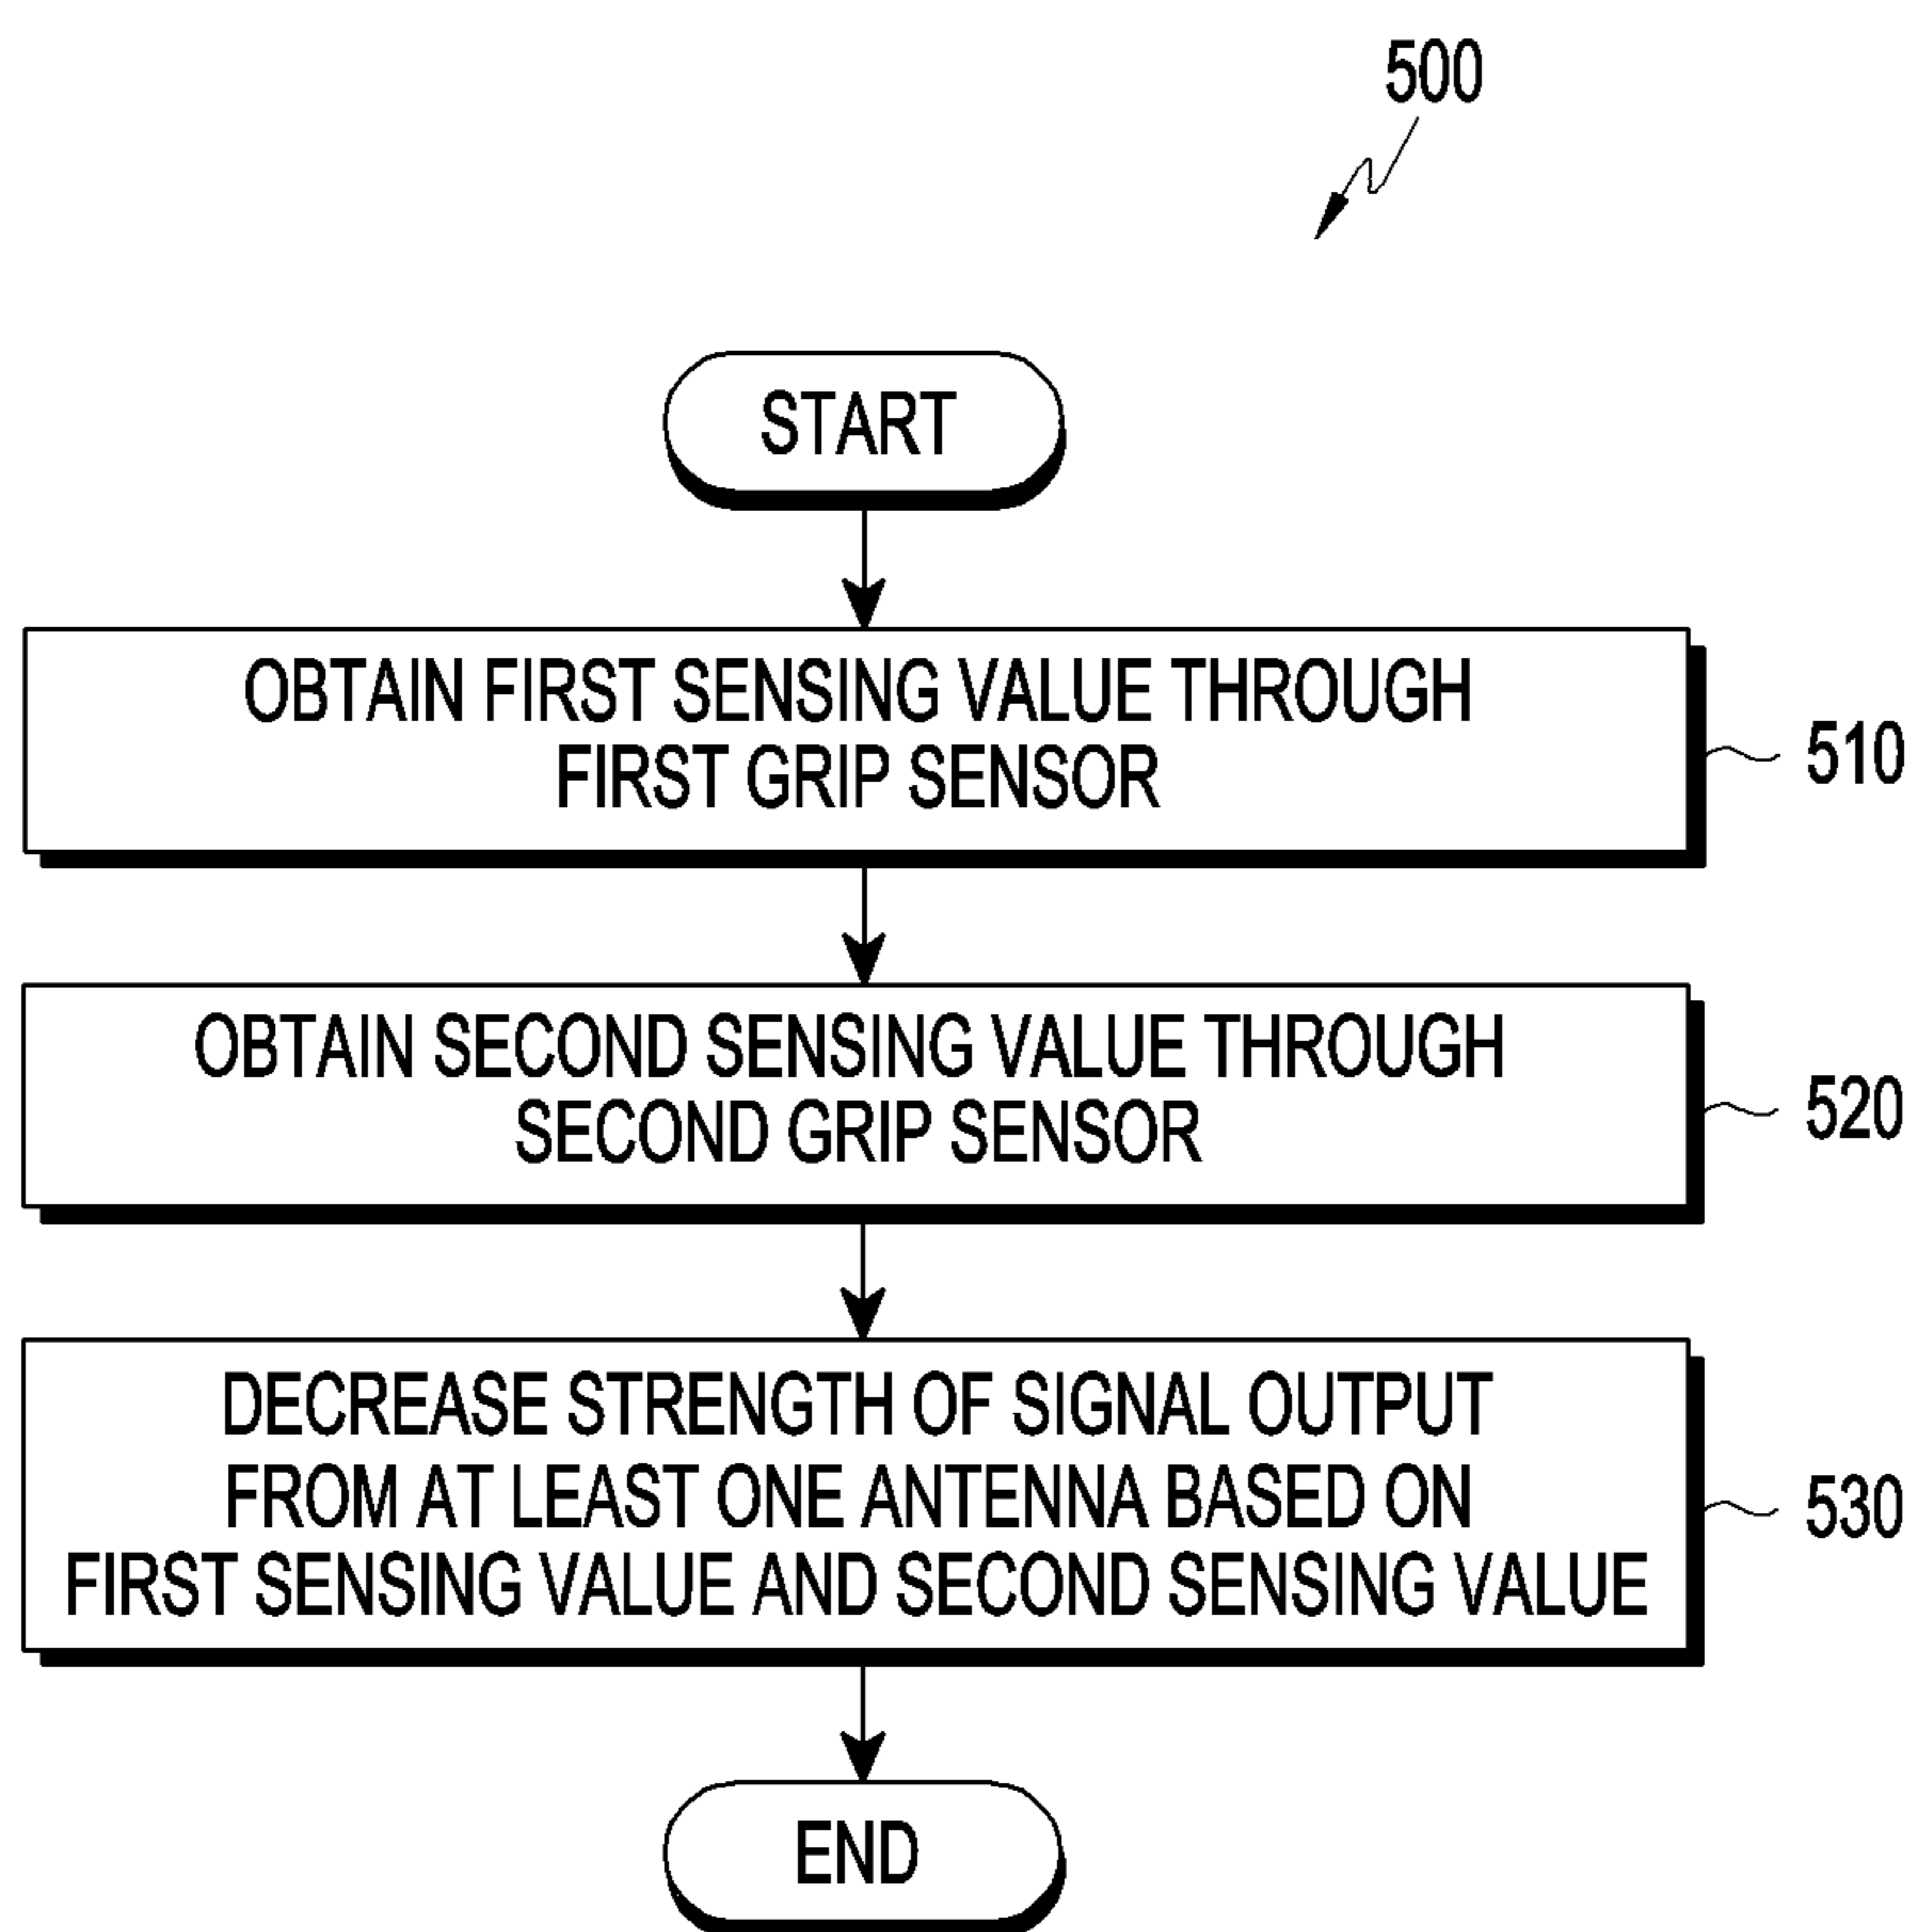 500
START
OBTAIN FIRST SENSING VALUE THROUGH
FIRST GRIP SENSOR
510
OBTAIN SECOND SENSING VALUE THROUGH
SECOND GRIP SENSOR
520
DECREASE STRENGTH OF SIGNAL OUTPUT
FROM AT LEAST ONE ANTENNA BASED ON
FIRST SENSING VALUE AND SECOND SENSING VALUE
530
END